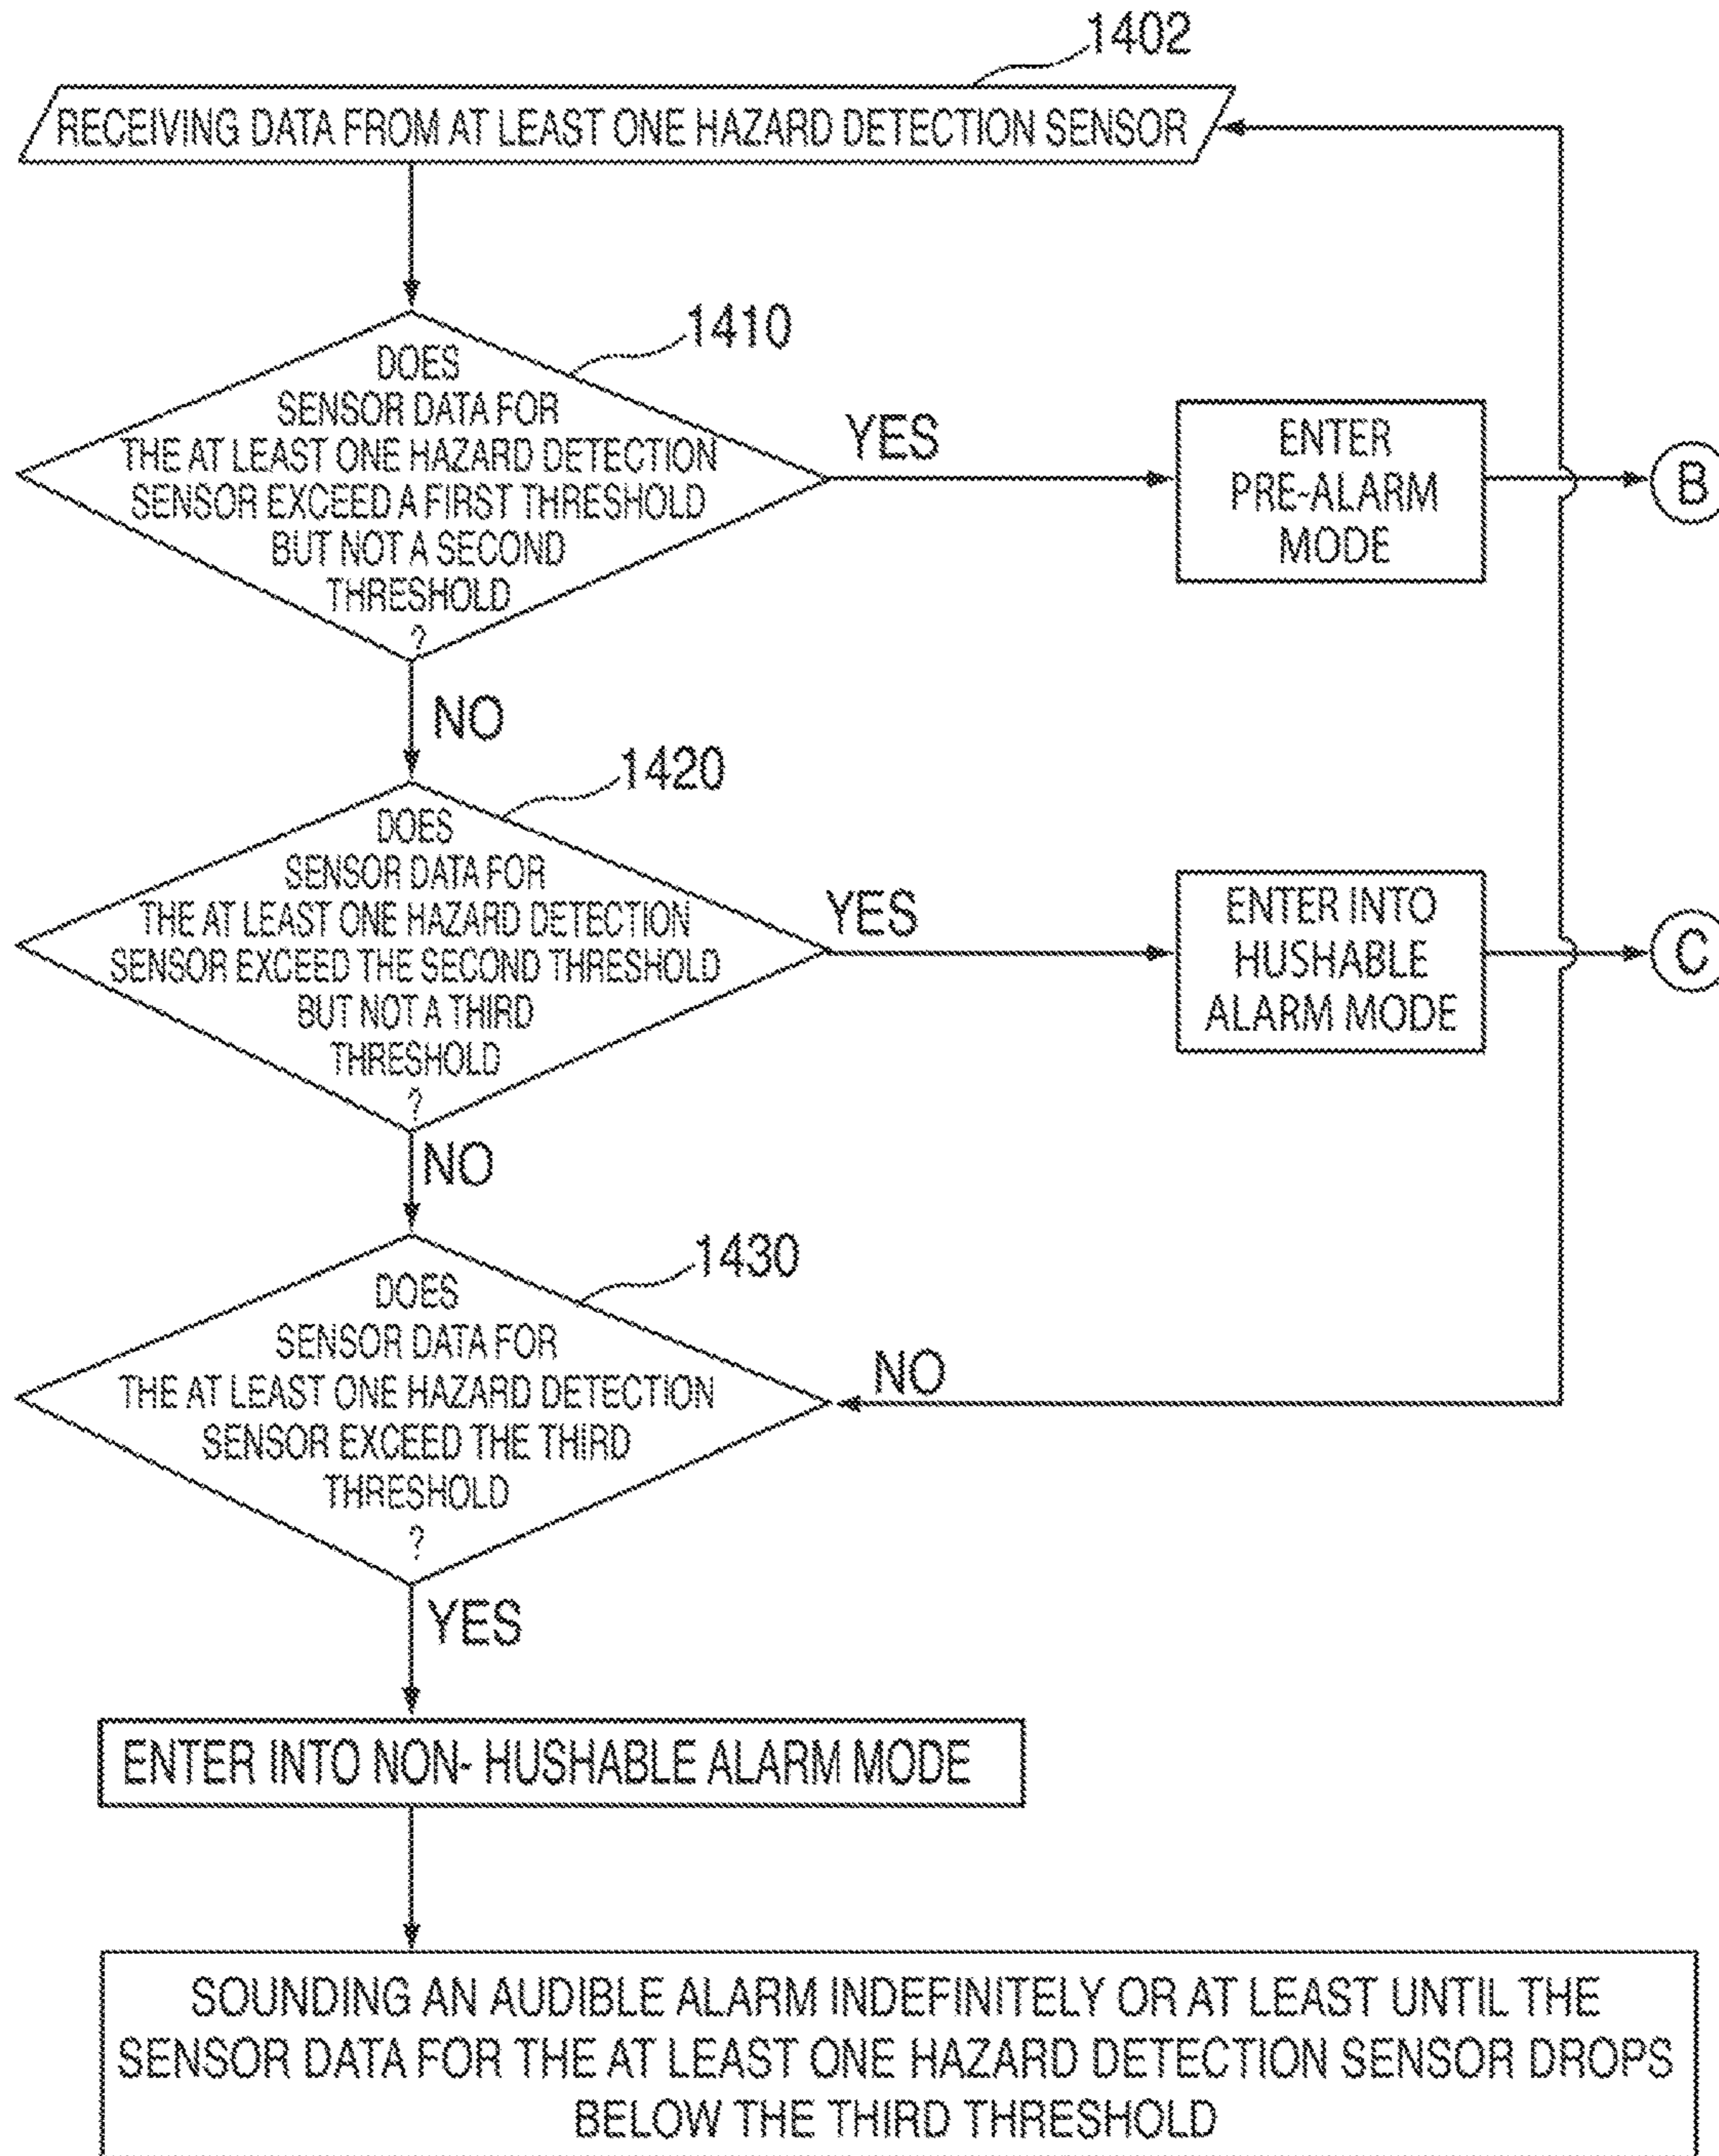 1402
RECEIVING DATA FROM AT LEAST ONE HAZARD DETECTION SENSOR
1410
DOES
SENSOR DATA FOR
THE AT LEAST ONE HAZARD DETECTION
SENSOR EXCEED A FIRST THRESHOLD
BUT NOT A SECOND
THRESHOLD
?
YES
ENTER
PRE-ALARM
MODE
B
NO
1420
DOES
SENSOR DATA FOR
THE AT LEAST ONE HAZARD DETECTION
SENSOR EXCEED THE SECOND THRESHOLD
BUT NOT A THIRD
THRESHOLD
?
YES
ENTER INTO
HUSHABLE
ALARM MODE
C
NO
1430
DOES
SENSOR DATA FOR
THE AT LEAST ONE HAZARD DETECTION
SENSOR EXCEED THE THIRD
THRESHOLD
?
NO
YES
ENTER INTO NON- HUSHABLE ALARM MODE
SOUNDING AN AUDIBLE ALARM INDEFINITELY OR AT LEAST UNTIL THE
SENSOR DATA FOR THE AT LEAST ONE HAZARD DETECTION SENSOR DROPS
BELOW THE THIRD THRESHOLD